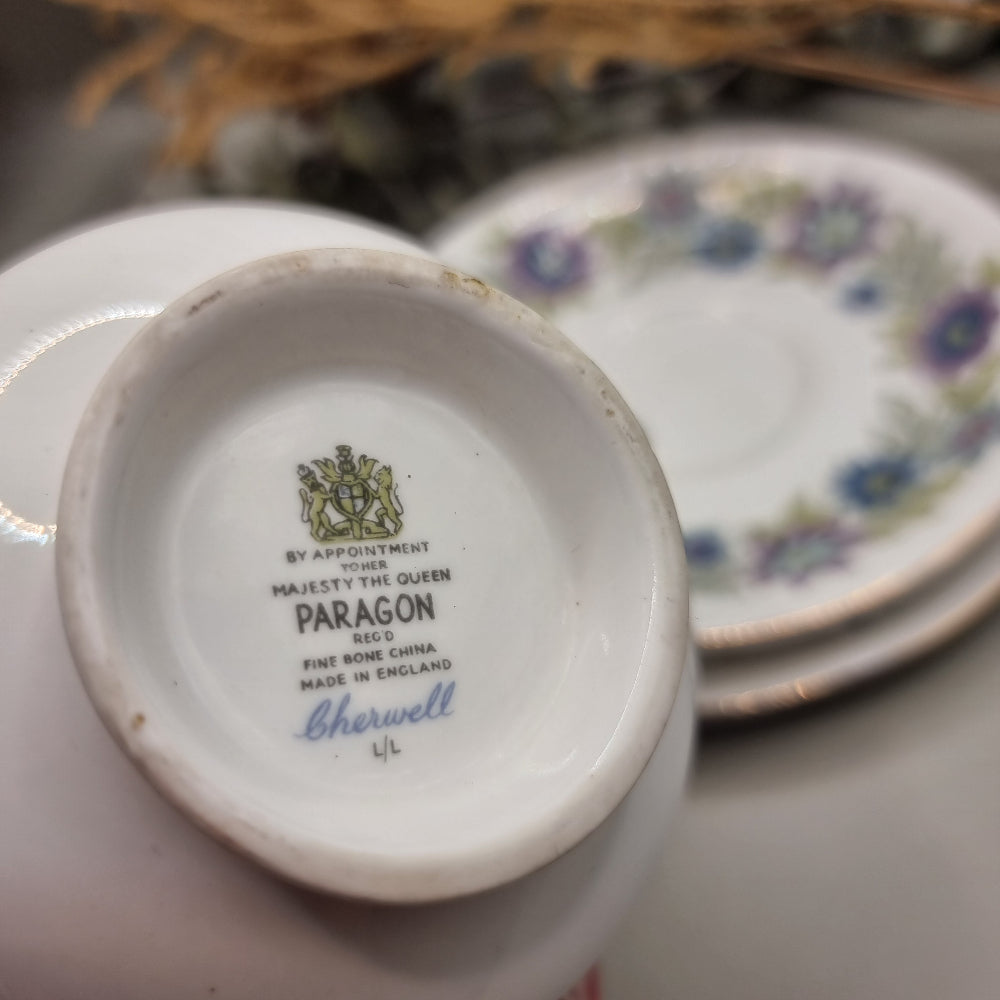 BY APPOINTMENT
TO HER
MAJESTY THE QUEEN
PARAGON
REG'D
FINE BONE CHINA
MADE IN ENGLAND
Cherwell
L/L